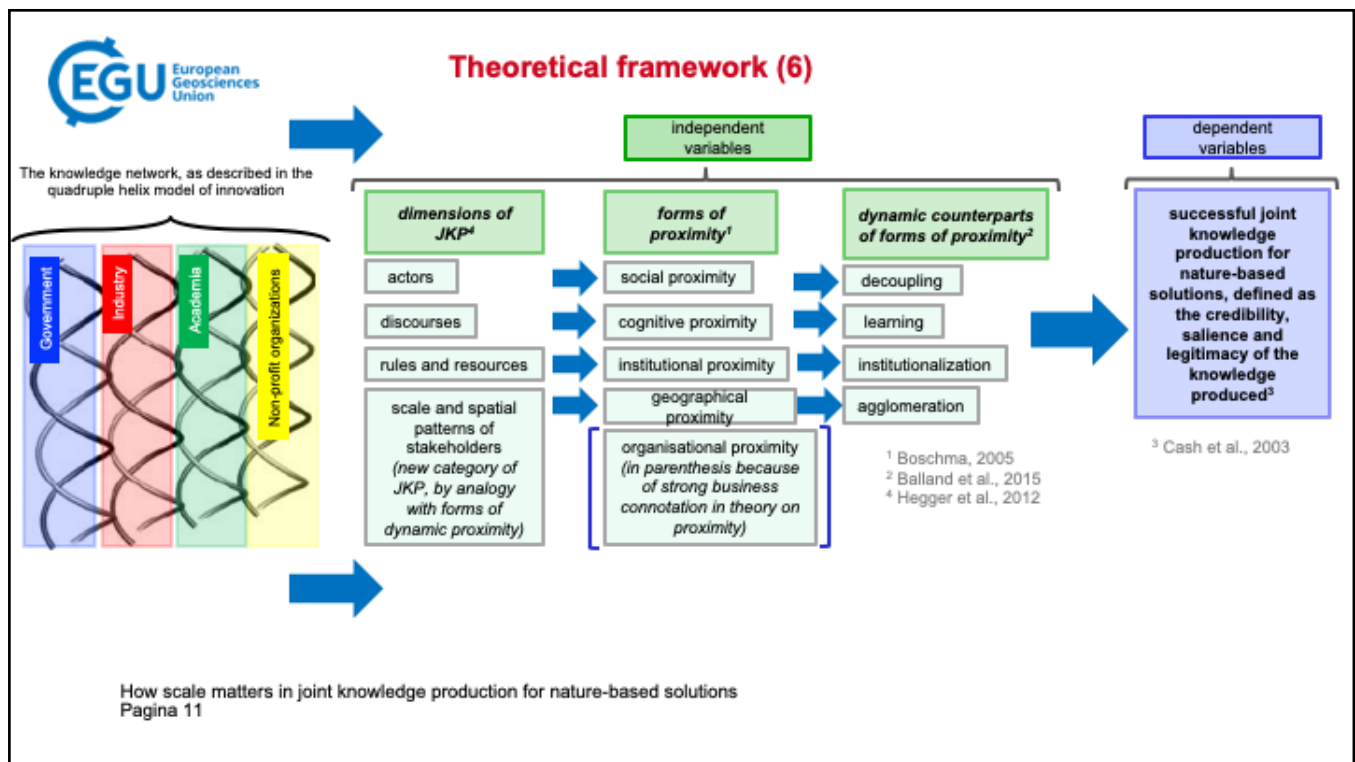 EGU
European
Geosciences
Union
Theoretical framework (6)
The knowledge network, as described in the
quadruple helix model of innovation
Government
Industry
Academia
Non-profit organizations
independent
variables
dimensions of
JKP⁴
actors
discourses
rules and resources
scale and spatial
patterns of
stakeholders
(new category of
JKP, by analogy
with forms of
dynamic proximity)
forms of
proximity¹
social proximity
cognitive proximity
institutional proximity
geographical
proximity
organisational proximity
(in parenthesis because
of strong business
connotation in theory on
proximity)
dynamic counterparts
of forms of proximity²
decoupling
learning
institutionalization
agglomeration
¹ Boschma, 2005
² Balland et al., 2015
⁴ Hegger et al., 2012
dependent
variables
successful joint
knowledge
production for
nature-based
solutions, defined as
the credibility,
salience and
legitimacy of the
knowledge
produced³
³ Cash et al., 2003
How scale matters in joint knowledge production for nature-based solutions
Pagina 11